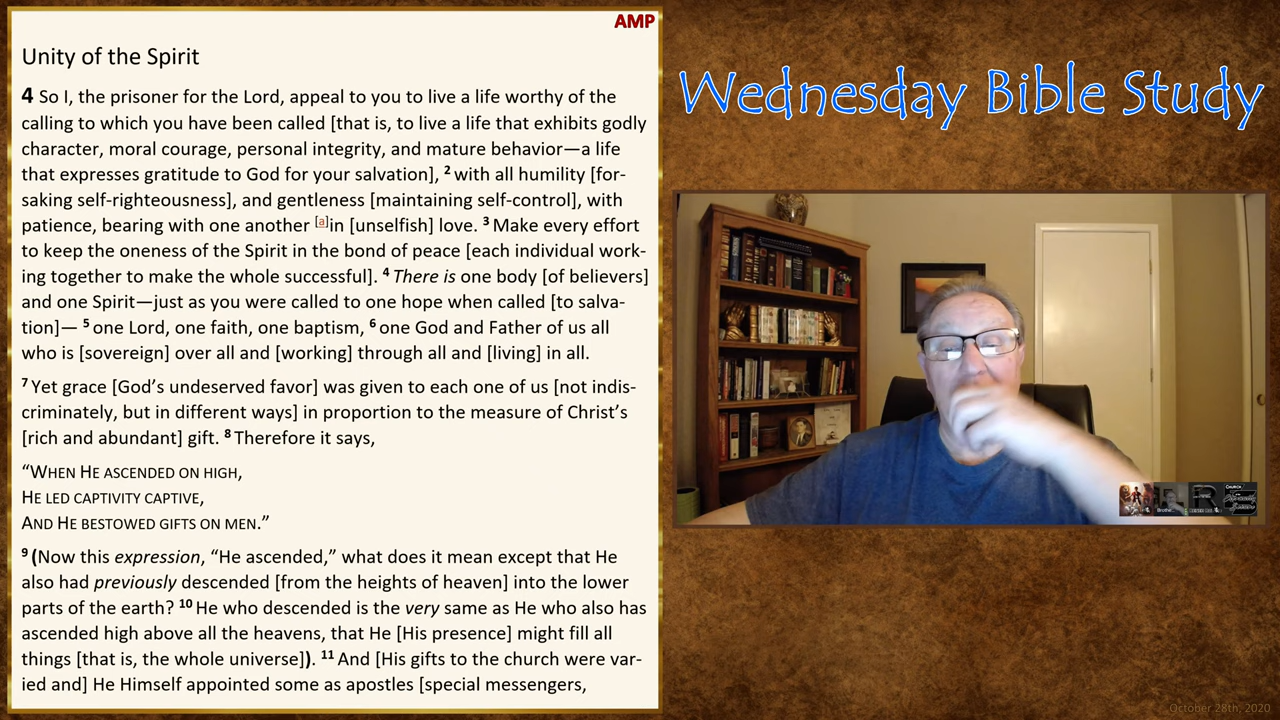 AMP
Unity of the Spirit
4 So I, the prisoner for the Lord, appeal to you to live a life worthy of the
calling to which you have been called [that is, to live a life that exhibits godly
character, moral courage, personal integrity, and mature behavior—a life
that expresses gratitude to God for your salvation], 2 with all humility [for-
saking self-righteousness], and gentleness [maintaining self-control], with
patience, bearing with one another [a]in [unselfish] love. 3 Make every effort
to keep the oneness of the Spirit in the bond of peace [each individual work-
ing together to make the whole successful]. 4 There is one body [of believers]
and one Spirit—just as you were called to one hope when called [to salva-
tion]— 5 one Lord, one faith, one baptism, 6 one God and Father of us all
who is [sovereign] over all and [working] through all and [living] in all.
7 Yet grace [God’s undeserved favor] was given to each one of us [not indis-
criminately, but in different ways] in proportion to the measure of Christ’s
[rich and abundant] gift. 8 Therefore it says,
“WHEN HE ASCENDED ON HIGH,
HE LED CAPTIVITY CAPTIVE,
AND HE BESTOWED GIFTS ON MEN.”
9 (Now this expression, “He ascended,” what does it mean except that He
also had previously descended [from the heights of heaven] into the lower
parts of the earth? 10 He who descended is the very same as He who also has
ascended high above all the heavens, that He [His presence] might fill all
things [that is, the whole universe]). 11 And [His gifts to the church were var-
ied and] He Himself appointed some as apostles [special messengers,
Wednesday Bible Study
October 28th, 2020